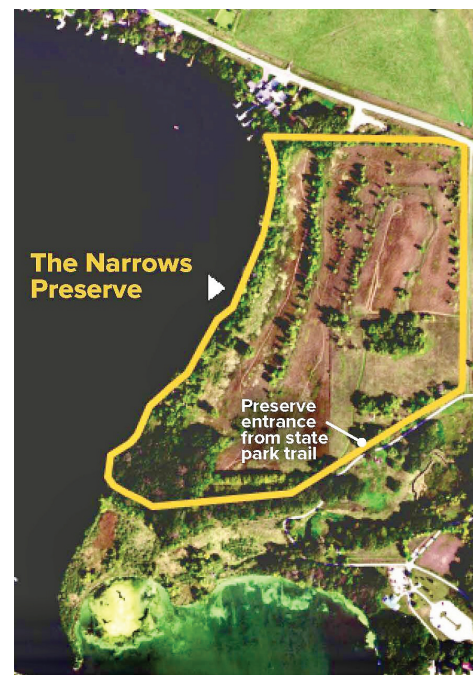 The Narrows
Preserve
Preserve
entrance
from state
park trail